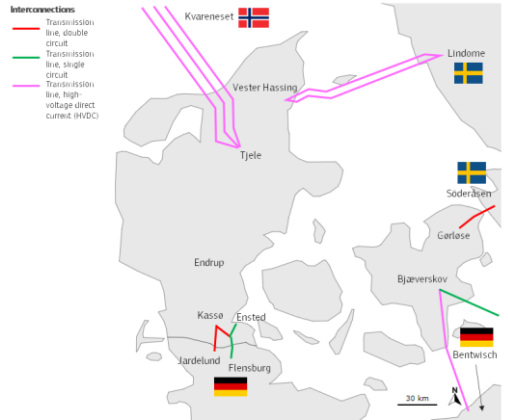 Interconnections
Transmission
line, double
circuit
Transmission
line, single
circuit
Transmission
line, high-
voltage direct
current (HVDC)
Kvareneset
Lindome
Vester Hassing
Tjele
Söderåsen
Gørløse
Endrup
Bjæverskov
Kassø
Ensted
Jardelund
Flensburg
Bentwisch
N
30 km